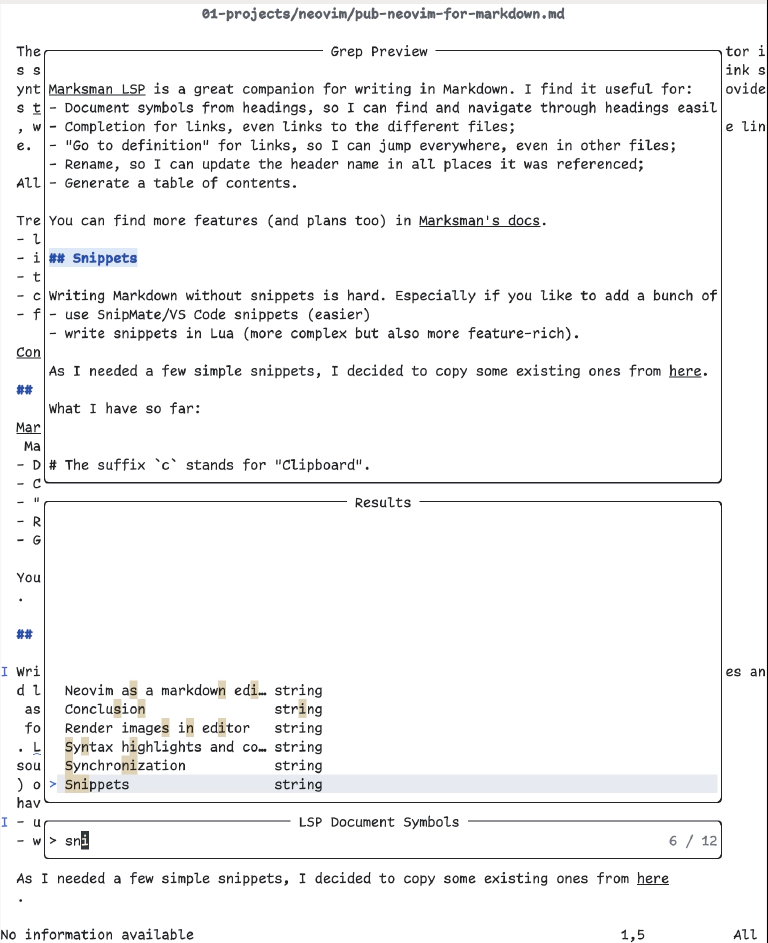 01-projects/neovim/pub-neovim-for-markdown.md
The
Grep Preview
tor i
s s
ink s
ynt
Marksman LSP is a great companion for writing in Markdown. I find it useful for:
ovide
s t
- Document symbols from headings, so I can find and navigate through headings easil
, w
- Completion for links, even links to the different files;
e lin
e.
- "Go to definition" for links, so I can jump everywhere, even in other files;
- Rename, so I can update the header name in all places it was referenced;
All
- Generate a table of contents.
Tre
You can find more features (and plans too) in Marksman's docs.
- l
- i
## Snippets
- t
- c
Writing Markdown without snippets is hard. Especially if you like to add a bunch of
- f
- use SnipMate/VS Code snippets (easier)
- write snippets in Lua (more complex but also more feature-rich).
Con
As I needed a few simple snippets, I decided to copy some existing ones from here.
##
What I have so far:
Mar
Ma
- D
# The suffix `c` stands for "Clipboard".
- C
- "
Results
- R
- G
You
.
##
I Wri
es an
d l
Neovim as a markdown edi… string
as
Conclusion string
fo
Render images in editor string
. L
Syntax highlights and co… string
sou
Synchronization string
) o
> Snippets string
hav
I - u
LSP Document Symbols
- w
> sni
6 / 12
As I needed a few simple snippets, I decided to copy some existing ones from here
.
No information available 1,5 All